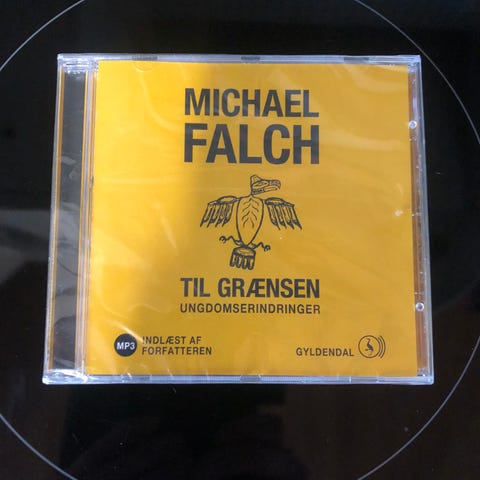 MICHAEL
FALCH
TIL GRÆNSEN
UNGDOMSERINDRINGER
MP3
INDLÆST AF
FORFATTEREN
GYLDENDAL